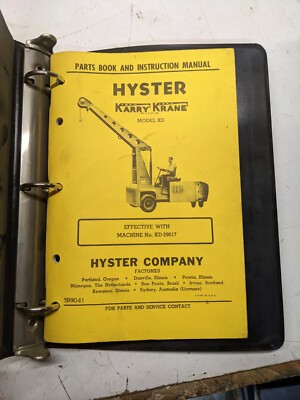 PARTS BOOK AND INSTRUCTION MANUAL
HYSTER
KARRY KRANE
MODEL KD
EFFECTIVE WITH
MACHINE No. KD-29017
HYSTER COMPANY
FACTORIES
Portland, Oregon • Danville, Illinois • Peoria, Illinois
Nijmegen, The Netherlands • Sao Paulo, Brazil • Irvine, Scotland
Kewanee, Illinois • Sydney, Australia (Licensee)
599041
FOR PARTS AND SERVICE CONTACT